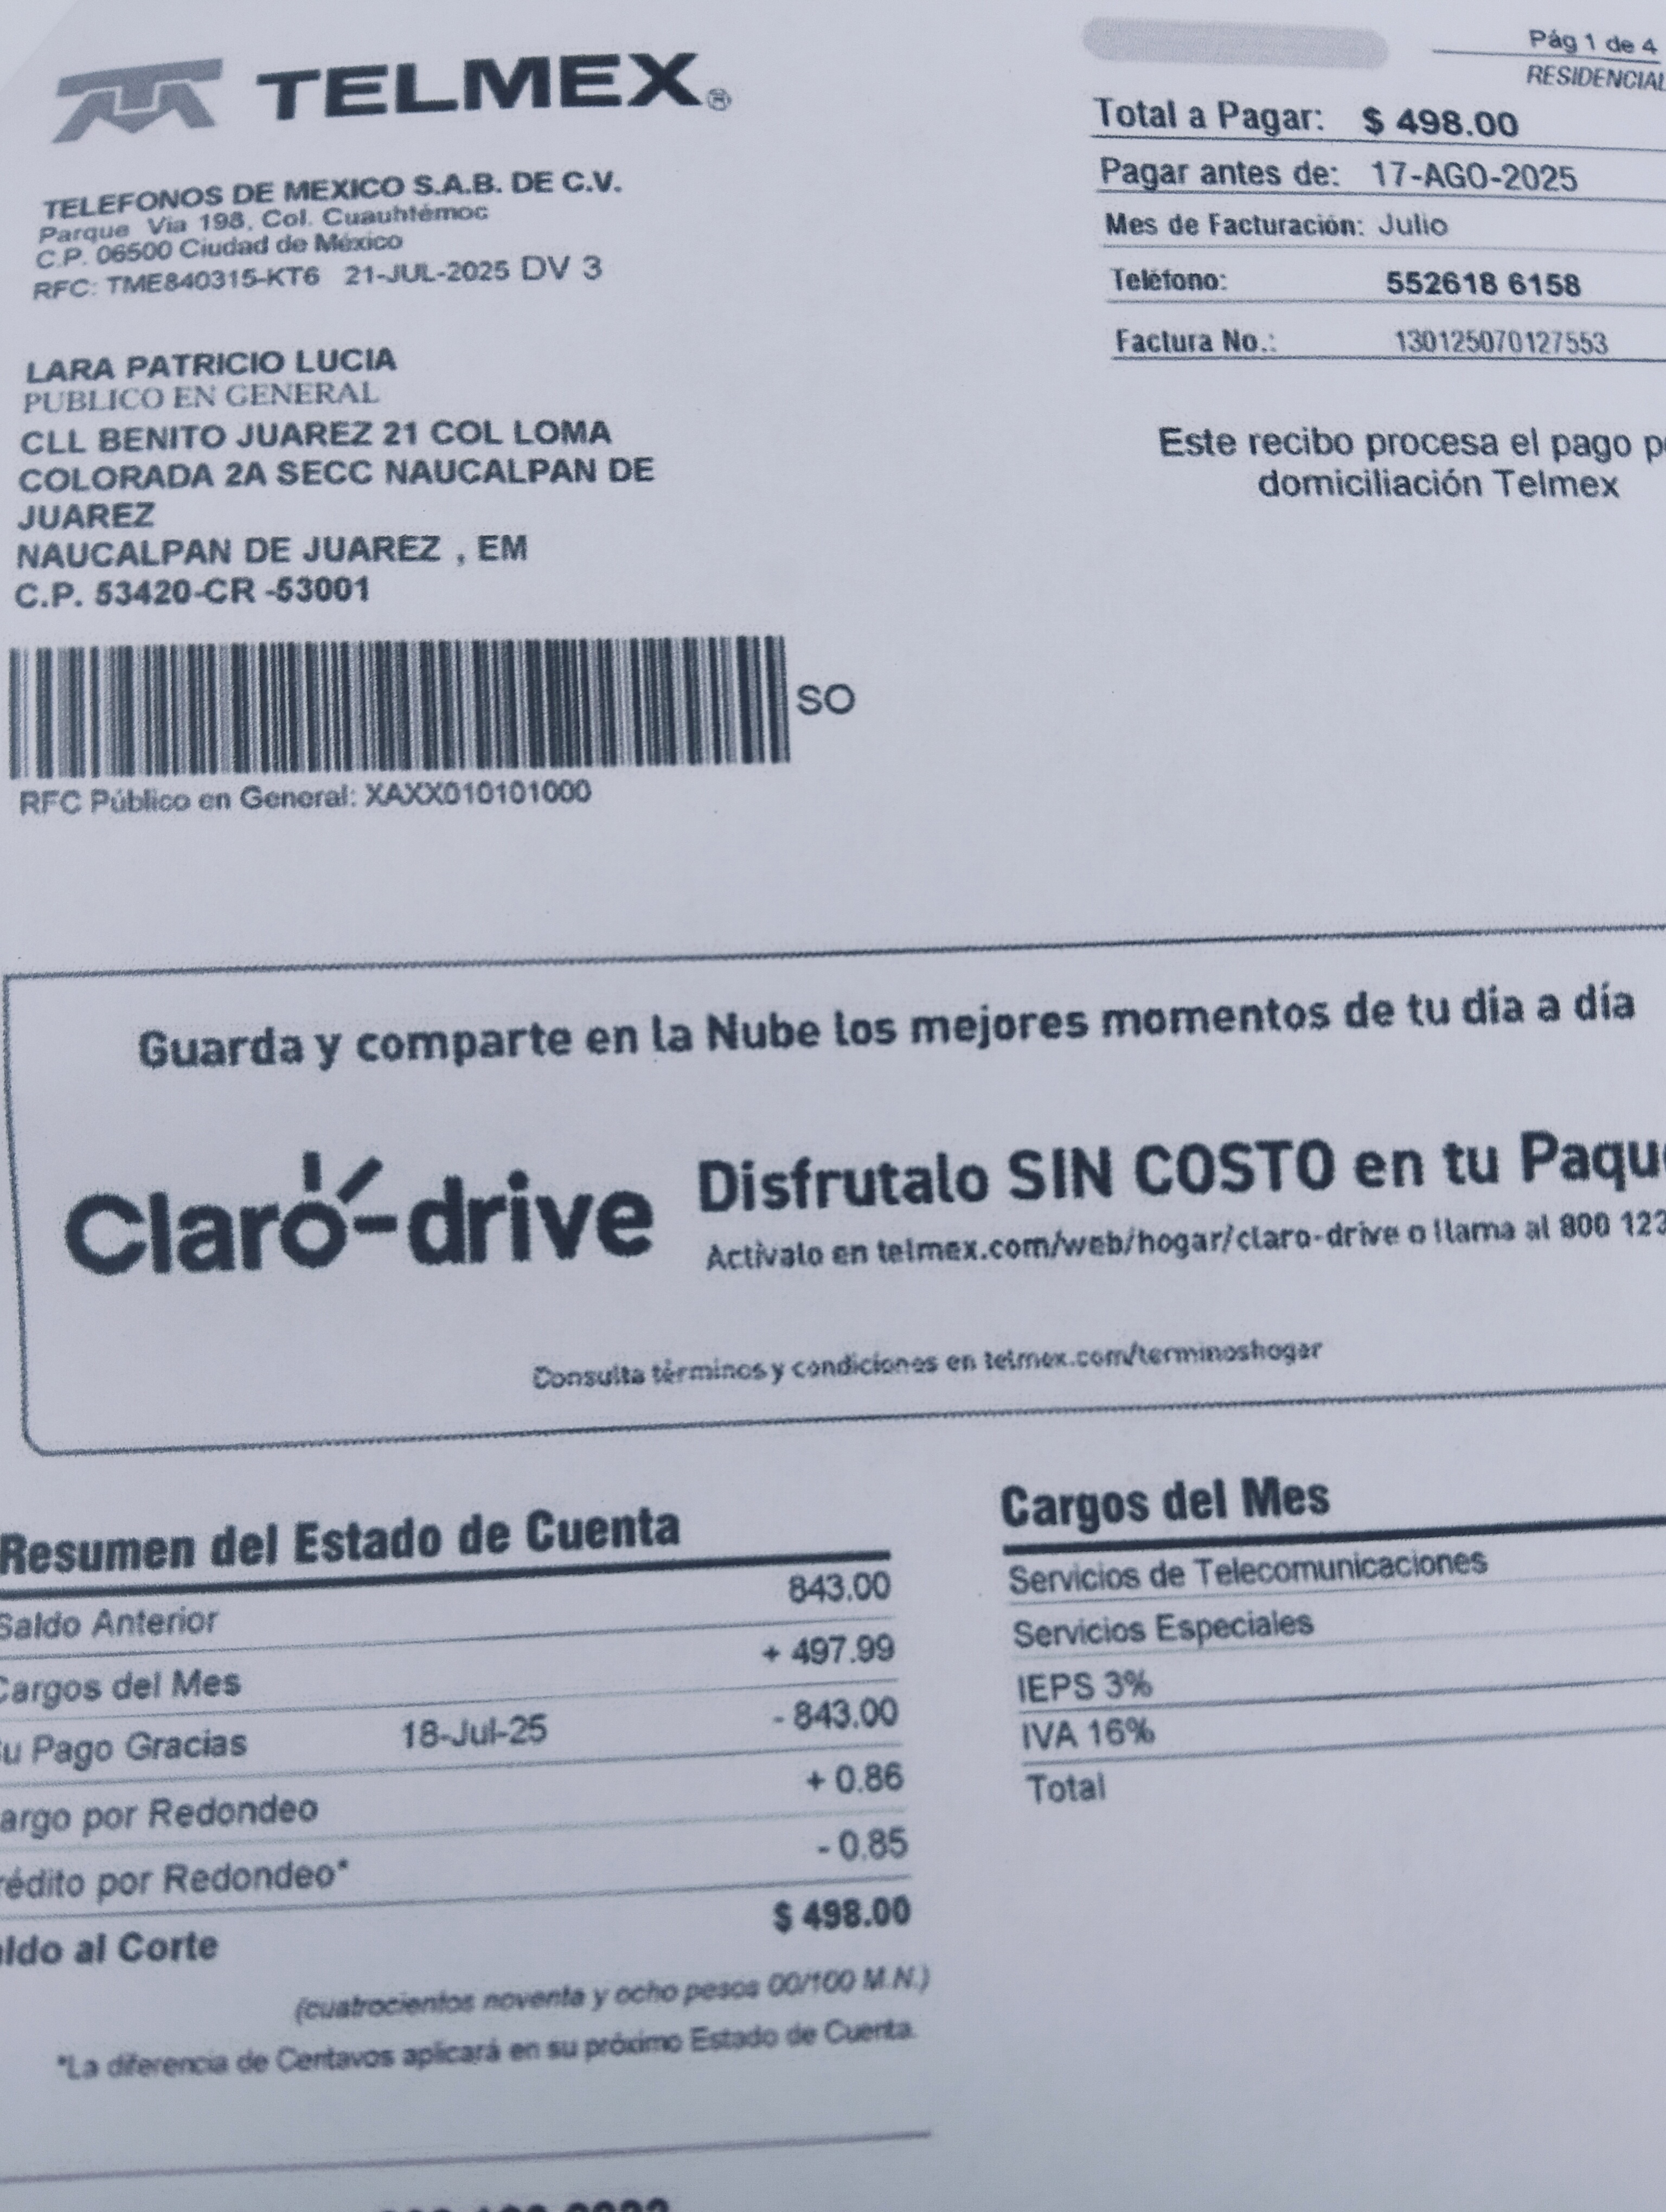 TELMEX®
TELEFONOS DE MEXICO S.A.B. DE C.V.
Parque Via 198, Col. Cuauhtémoc
C.P. 06500 Ciudad de México
RFC: TME840315-KT6 21-JUL-2025 DV 3
LARA PATRICIO LUCIA
PUBLICO EN GENERAL
CLL BENITO JUAREZ 21 COL LOMA
COLORADA 2A SECC NAUCALPAN DE
JUAREZ
NAUCALPAN DE JUAREZ , EM
C.P. 53420-CR -53001
SO
RFC Público en General: XAXX010101000
Pág 1 de 4
RESIDENCIAL
Total a Pagar: $ 498.00
Pagar antes de: 17-AGO-2025
Mes de Facturación: Julio
Teléfono: 552618 6158
Factura No.: 130125070127553
Este recibo procesa el pago p
domiciliación Telmex
Guarda y comparte en la Nube los mejores momentos de tu día a día
Claro-drive
Disfrutalo SIN COSTO en tu Paqu
Actívalo en telmex.com/web/hogar/claro-drive o llama al 800 123
Consulta términos y condiciones en telmex.com/terminoshogar
Resumen del Estado de Cuenta
Saldo Anterior 843.00
Cargos del Mes + 497.99
u Pago Gracias 18-Jul-25 - 843.00
argo por Redondeo + 0.86
rédito por Redondeo* - 0.85
ldo al Corte $ 498.00
(cuatrocientos noventa y ocho pesos 00/100 M.N.)
*La diferencia de Centavos aplicará en su próximo Estado de Cuenta.
Cargos del Mes
Servicios de Telecomunicaciones
Servicios Especiales
IEPS 3%
IVA 16%
Total